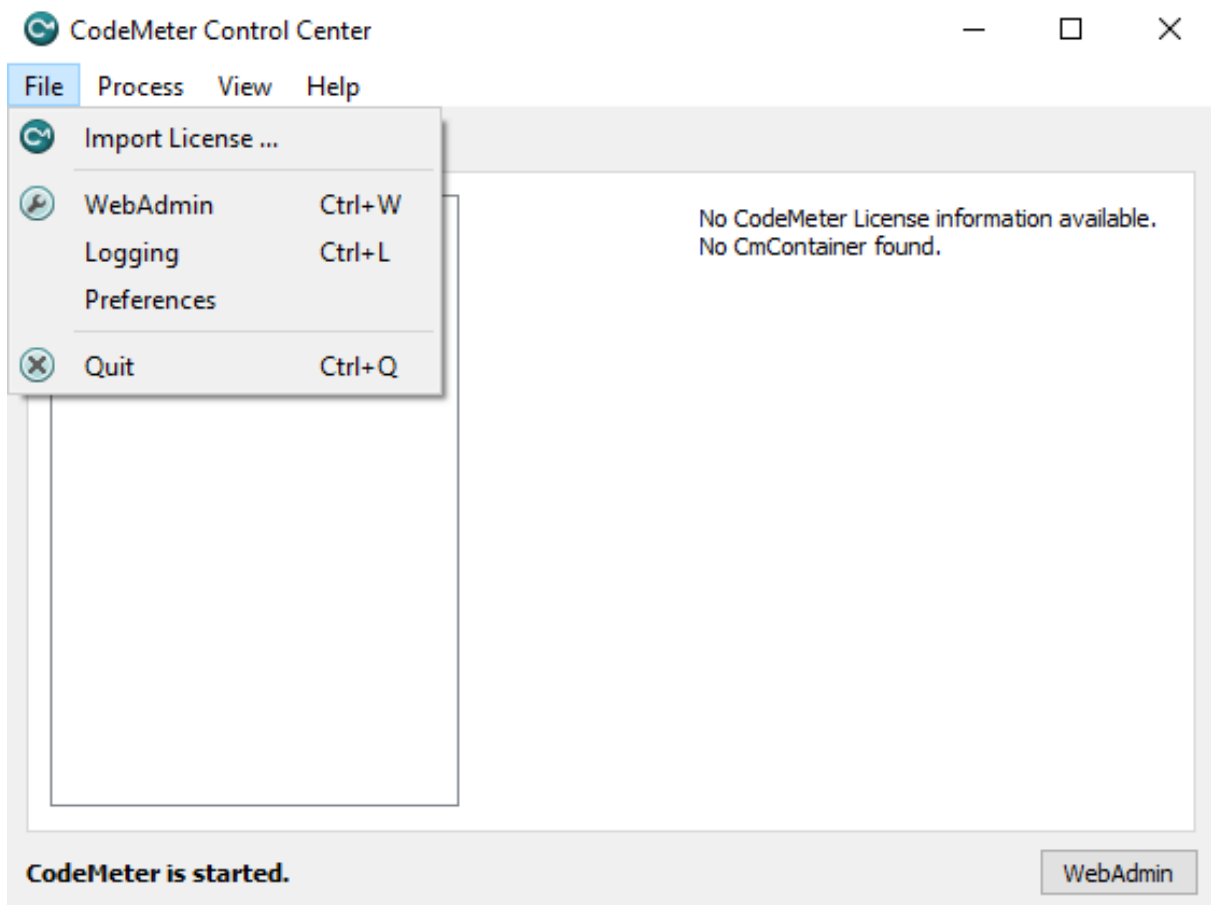 CodeMeter Control Center
File Process View Help
Import License ...
WebAdmin Ctrl+W
Logging Ctrl+L
Preferences
Quit Ctrl+Q
No CodeMeter License information available.
No CmContainer found.
CodeMeter is started.
WebAdmin